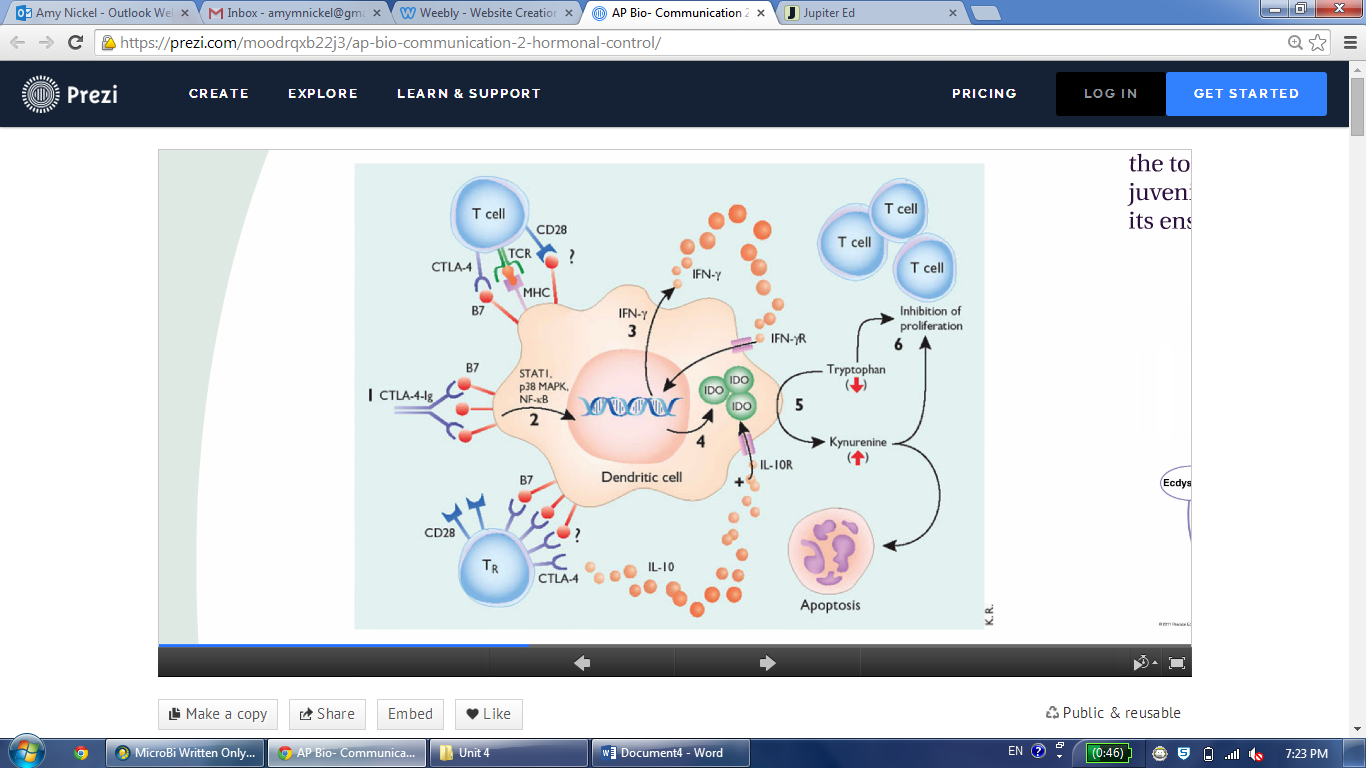 Amy Nickel - Outlook We
Inbox - amymnickel@gma
Weebly - Website Creation
AP Bio- Communication 2
Jupiter Ed
https://prezi.com/moodrqxb22j3/ap-bio-communication-2-hormonal-control/
Prezi
CREATE
EXPLORE
LEARN & SUPPORT
PRICING
LOG IN
GET STARTED
the to
juveni
its ens
T cell
CD28
?
TCR
CTLA-4
MHC
B7
IFN-γ
IFN-γ
3
IFN-γR
T cell
T cell
T cell
Inhibition of
proliferation
6
B7
1 CTLA-4-Ig
STAT1,
p38 MAPK,
NF-κB
2
IDO
IDO
IDO
4
5
Tryptophan
(↓)
Kynurenine
(↑)
Dendritic cell
IL-10R
+
B7
CD28
?
TR
CTLA-4
IL-10
Apoptosis
K.R.
Ecdys
Make a copy
Share
Embed
Like
Public & reusable
MicroBi Written Only...
AP Bio- Communica...
Unit 4
Document4 - Word
EN
(0:46)
7:23 PM